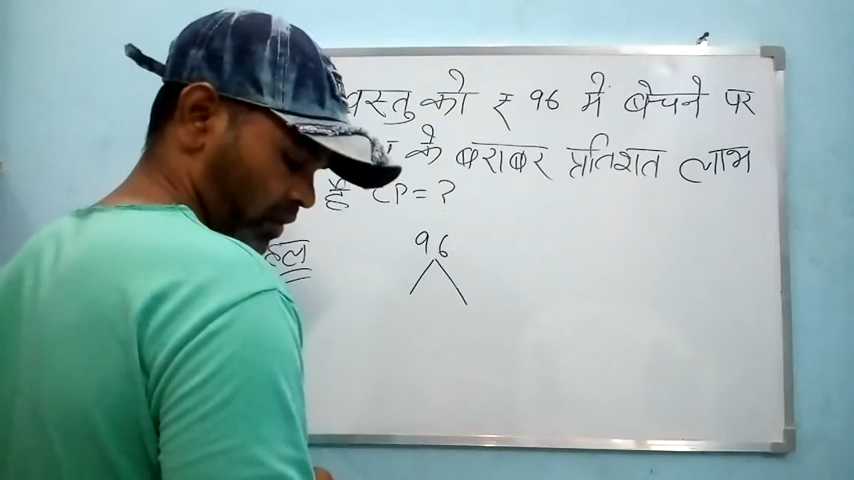 वस्तु को ₹ 96 में बेचने पर
के बराबर प्रतिशत लाभ
है CP = ?
हल
96